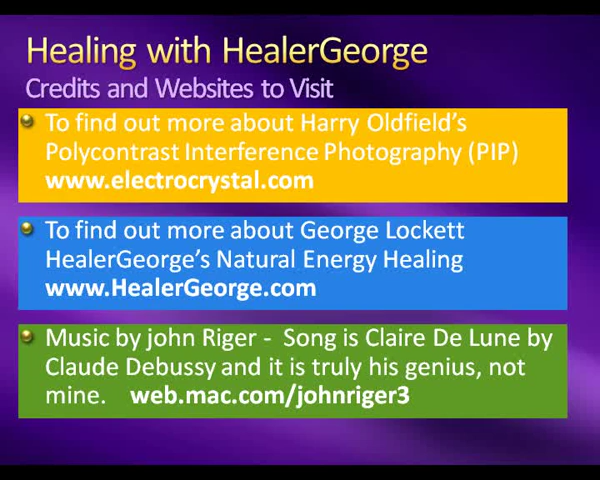 Healing with HealerGeorge
Credits and Websites to Visit
To find out more about Harry Oldfield's
Polycontrast Interference Photography (PIP)
www.electrocrystal.com
To find out more about George Lockett
HealerGeorge's Natural Energy Healing
www.HealerGeorge.com
Music by john Riger -  Song is Claire De Lune by
Claude Debussy and it is truly his genius, not
mine.    web.mac.com/johnriger3